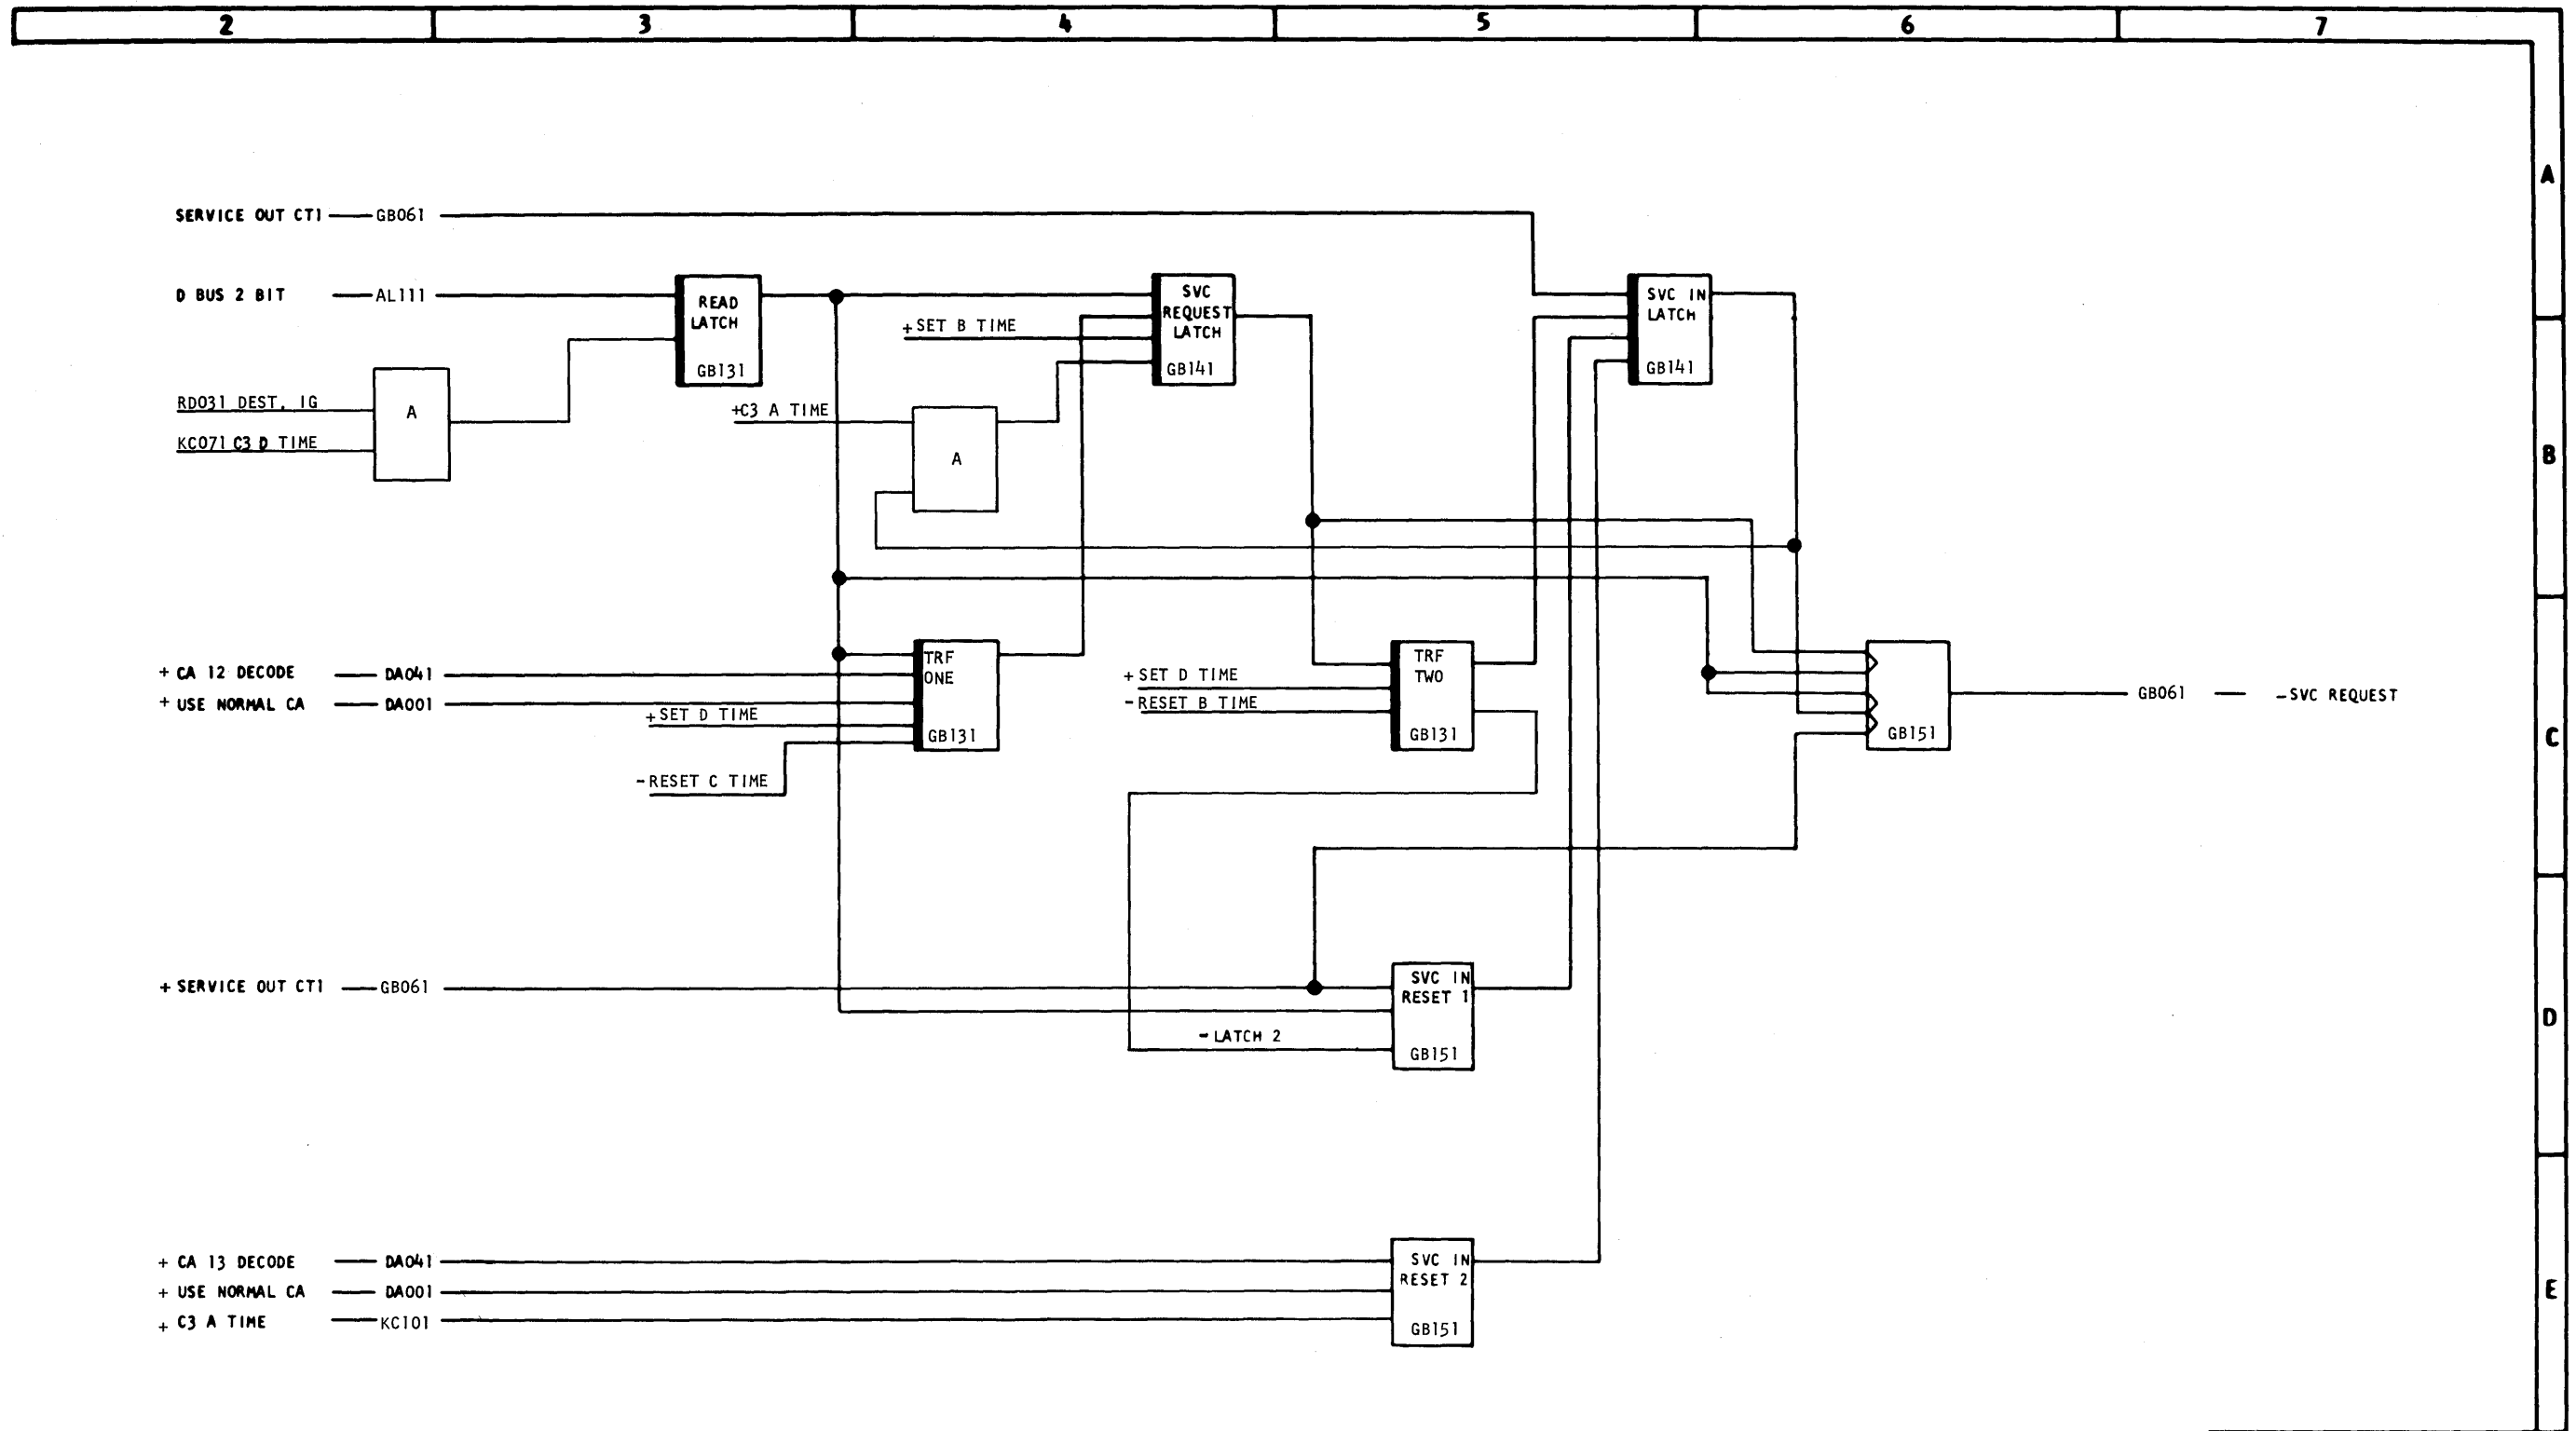 2 3 4 5 6 7
A
SERVICE OUT CT1 GB061
D BUS 2 BIT AL111
READ
LATCH
GB131
+ SET B TIME
SVC
REQUEST
LATCH
GB141
SVC IN
LATCH
GB141
RD031 DEST. IG
KC071 C3 D TIME
A
+C3 A TIME
A
B
+ CA 12 DECODE DA041
+ USE NORMAL CA DA001
+ SET D TIME
- RESET C TIME
TRF
ONE
GB131
+ SET D TIME
- RESET B TIME
TRF
TWO
GB131
GB151
GB061 - SVC REQUEST
C
+ SERVICE OUT CT1 GB061
- LATCH 2
SVC IN
RESET 1
GB151
D
+ CA 13 DECODE DA041
+ USE NORMAL CA DA001
+ C3 A TIME KC101
SVC IN
RESET 2
GB151
E